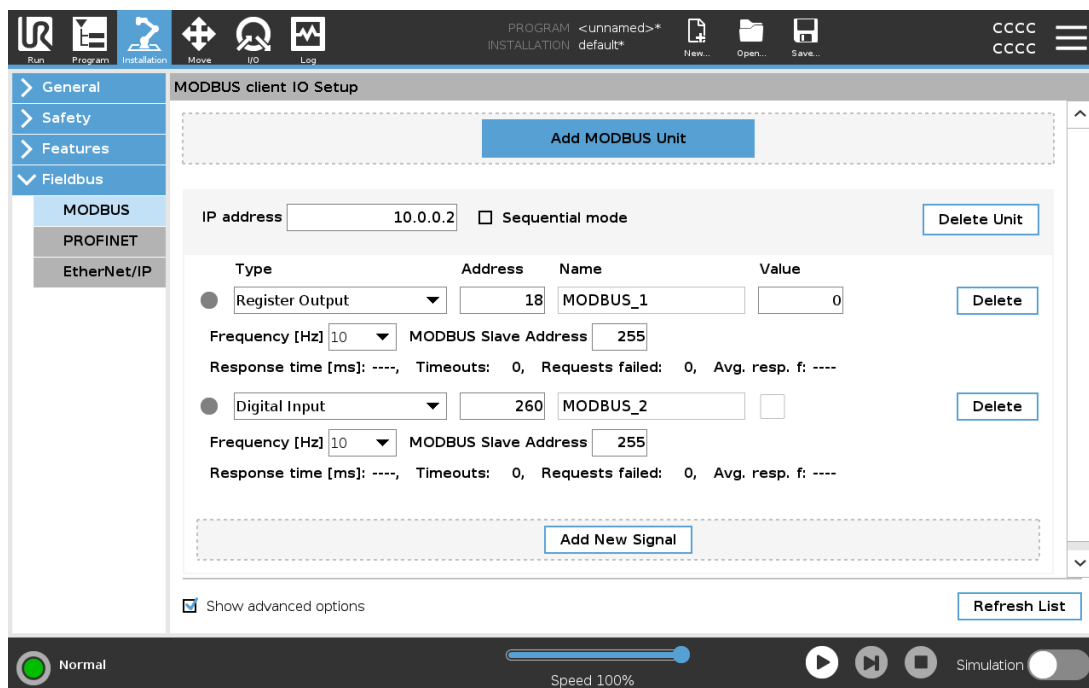 PROGRAM <unnamed>*
INSTALLATION default*
CCCC
CCCC
Run Program Installation Move I/O Log New... Open... Save...
General
Safety
Features
Fieldbus
MODBUS
PROFINET
EtherNet/IP
MODBUS client IO Setup
Add MODBUS Unit
IP address 10.0.0.2 Sequential mode Delete Unit
Type Address Name Value
Register Output 18 MODBUS_1 0 Delete
Frequency [Hz] 10 MODBUS Slave Address 255
Response time [ms]: ----, Timeouts: 0, Requests failed: 0, Avg. resp. f: ----
Digital Input 260 MODBUS_2 Delete
Frequency [Hz] 10 MODBUS Slave Address 255
Response time [ms]: ----, Timeouts: 0, Requests failed: 0, Avg. resp. f: ----
Add New Signal
Show advanced options Refresh List
Normal
Speed 100%
Simulation